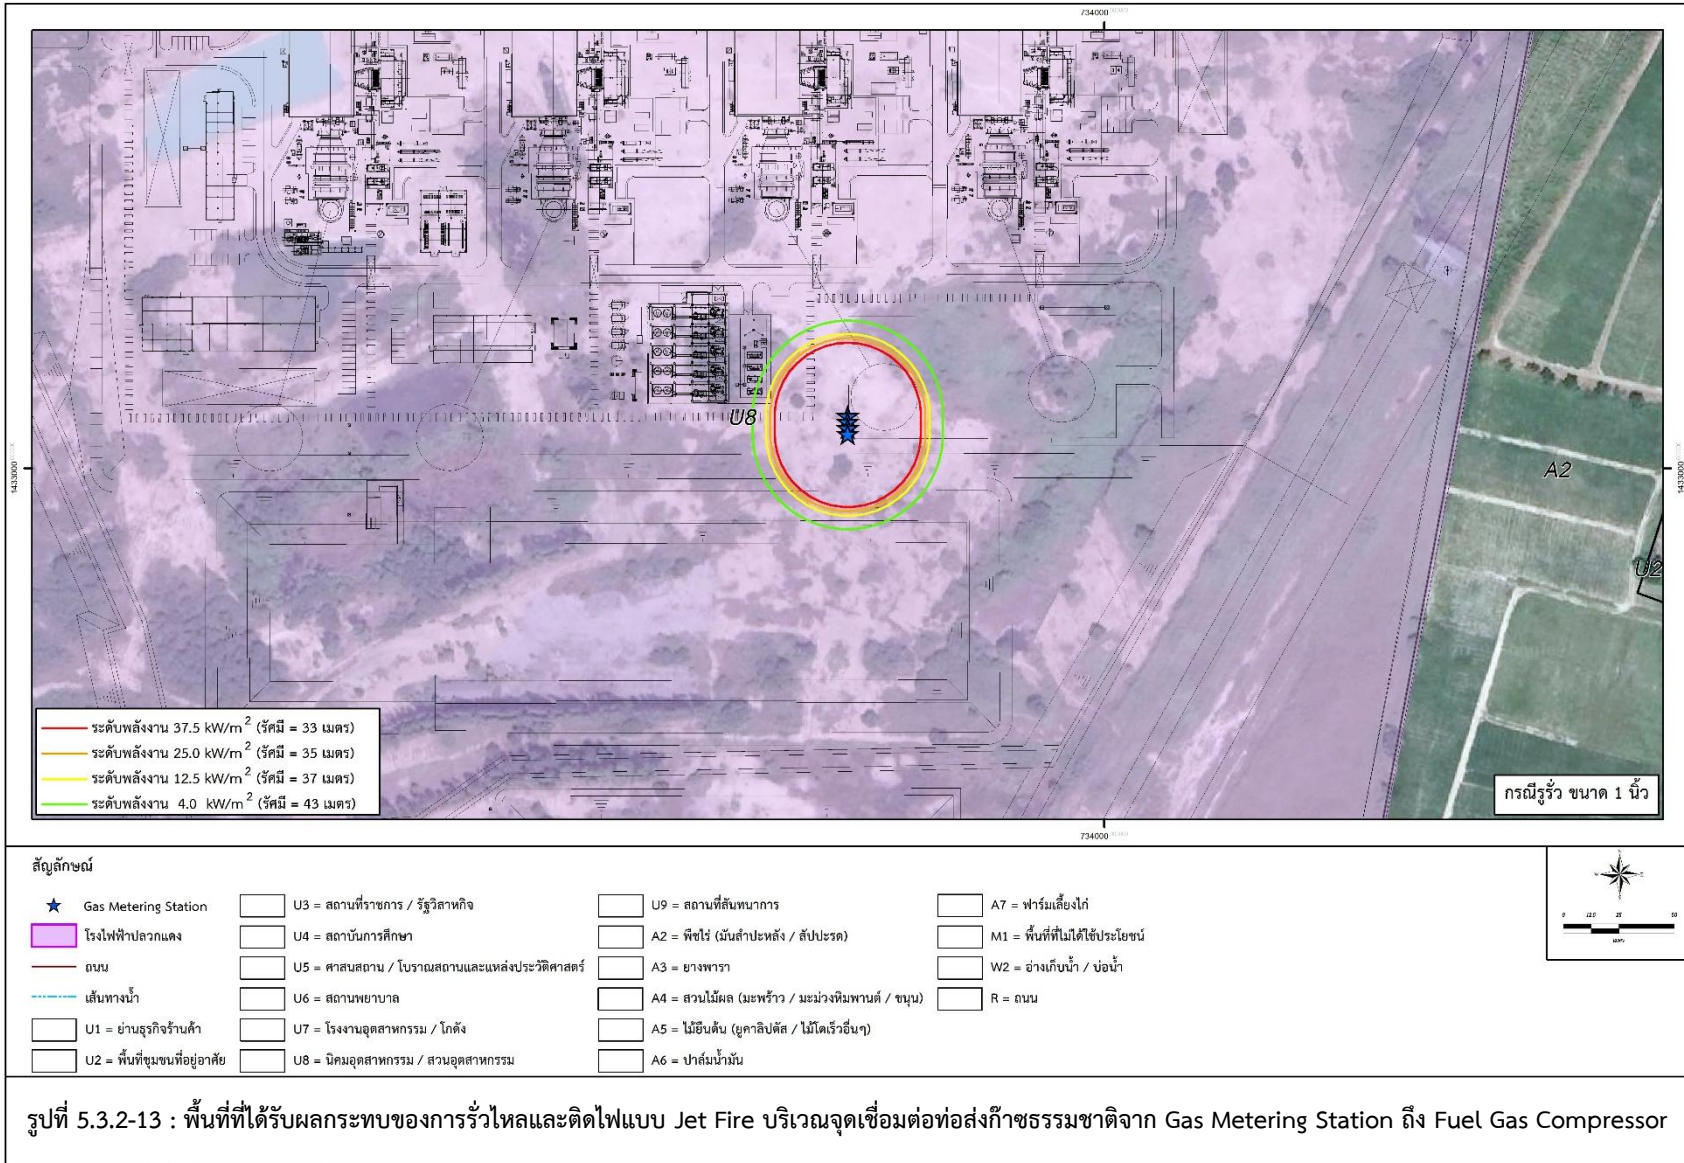 734000
1433000
1433000
U8
A2
U2
ระดับพลังงาน 37.5 kW/m 2 (รัศมี = 33 เมตร)
ระดับพลังงาน 25.0 kW/m 2 (รัศมี = 35 เมตร)
ระดับพลังงาน 12.5 kW/m 2 (รัศมี = 37 เมตร)
ระดับพลังงาน 4.0 kW/m 2 (รัศมี = 43 เมตร)
กรณีรูรั่ว ขนาด 1 นิ้ว
734000
สัญลักษณ์
Gas Metering Station
โรงไฟฟ้าปลวกแดง
ถนน
เส้นทางน้ำ
U1 = ย่านธุรกิจร้านค้า
U2 = พื้นที่ชุมชนที่อยู่อาศัย
U3 = สถานที่ราชการ / รัฐวิสาหกิจ
U4 = สถาบันการศึกษา
U5 = ศาสนสถาน / โบราณสถานและแหล่งประวัติศาสตร์
U6 = สถานพยาบาล
U7 = โรงงานอุตสาหกรรม / โกดัง
U8 = นิคมอุตสาหกรรม / สวนอุตสาหกรรม
U9 = สถานที่สันทนาการ
A2 = พืชไร่ (มันสำปะหลัง / สัปปะรด)
A3 = ยางพารา
A4 = สวนไม้ผล (มะพร้าว / มะม่วงหิมพานต์ / ขนุน)
A5 = ไม้ยืนต้น (ยูคาลิปตัส / ไม้โตเร็วอื่นๆ)
A6 = ปาล์มน้ำมัน
A7 = ฟาร์มเลี้ยงไก่
M1 = พื้นที่ที่ไม่ได้ใช้ประโยชน์
W2 = อ่างเก็บน้ำ / บ่อน้ำ
R = ถนน
0 12.5 25 50
รูปที่ 5.3.2-13 : พื้นที่ที่ได้รับผลกระทบของการรั่วไหลและติดไฟแบบ Jet Fire บริเวณจุดเชื่อมต่อท่อส่งก๊าซธรรมชาติจาก Gas Metering Station ถึง Fuel Gas Compressor